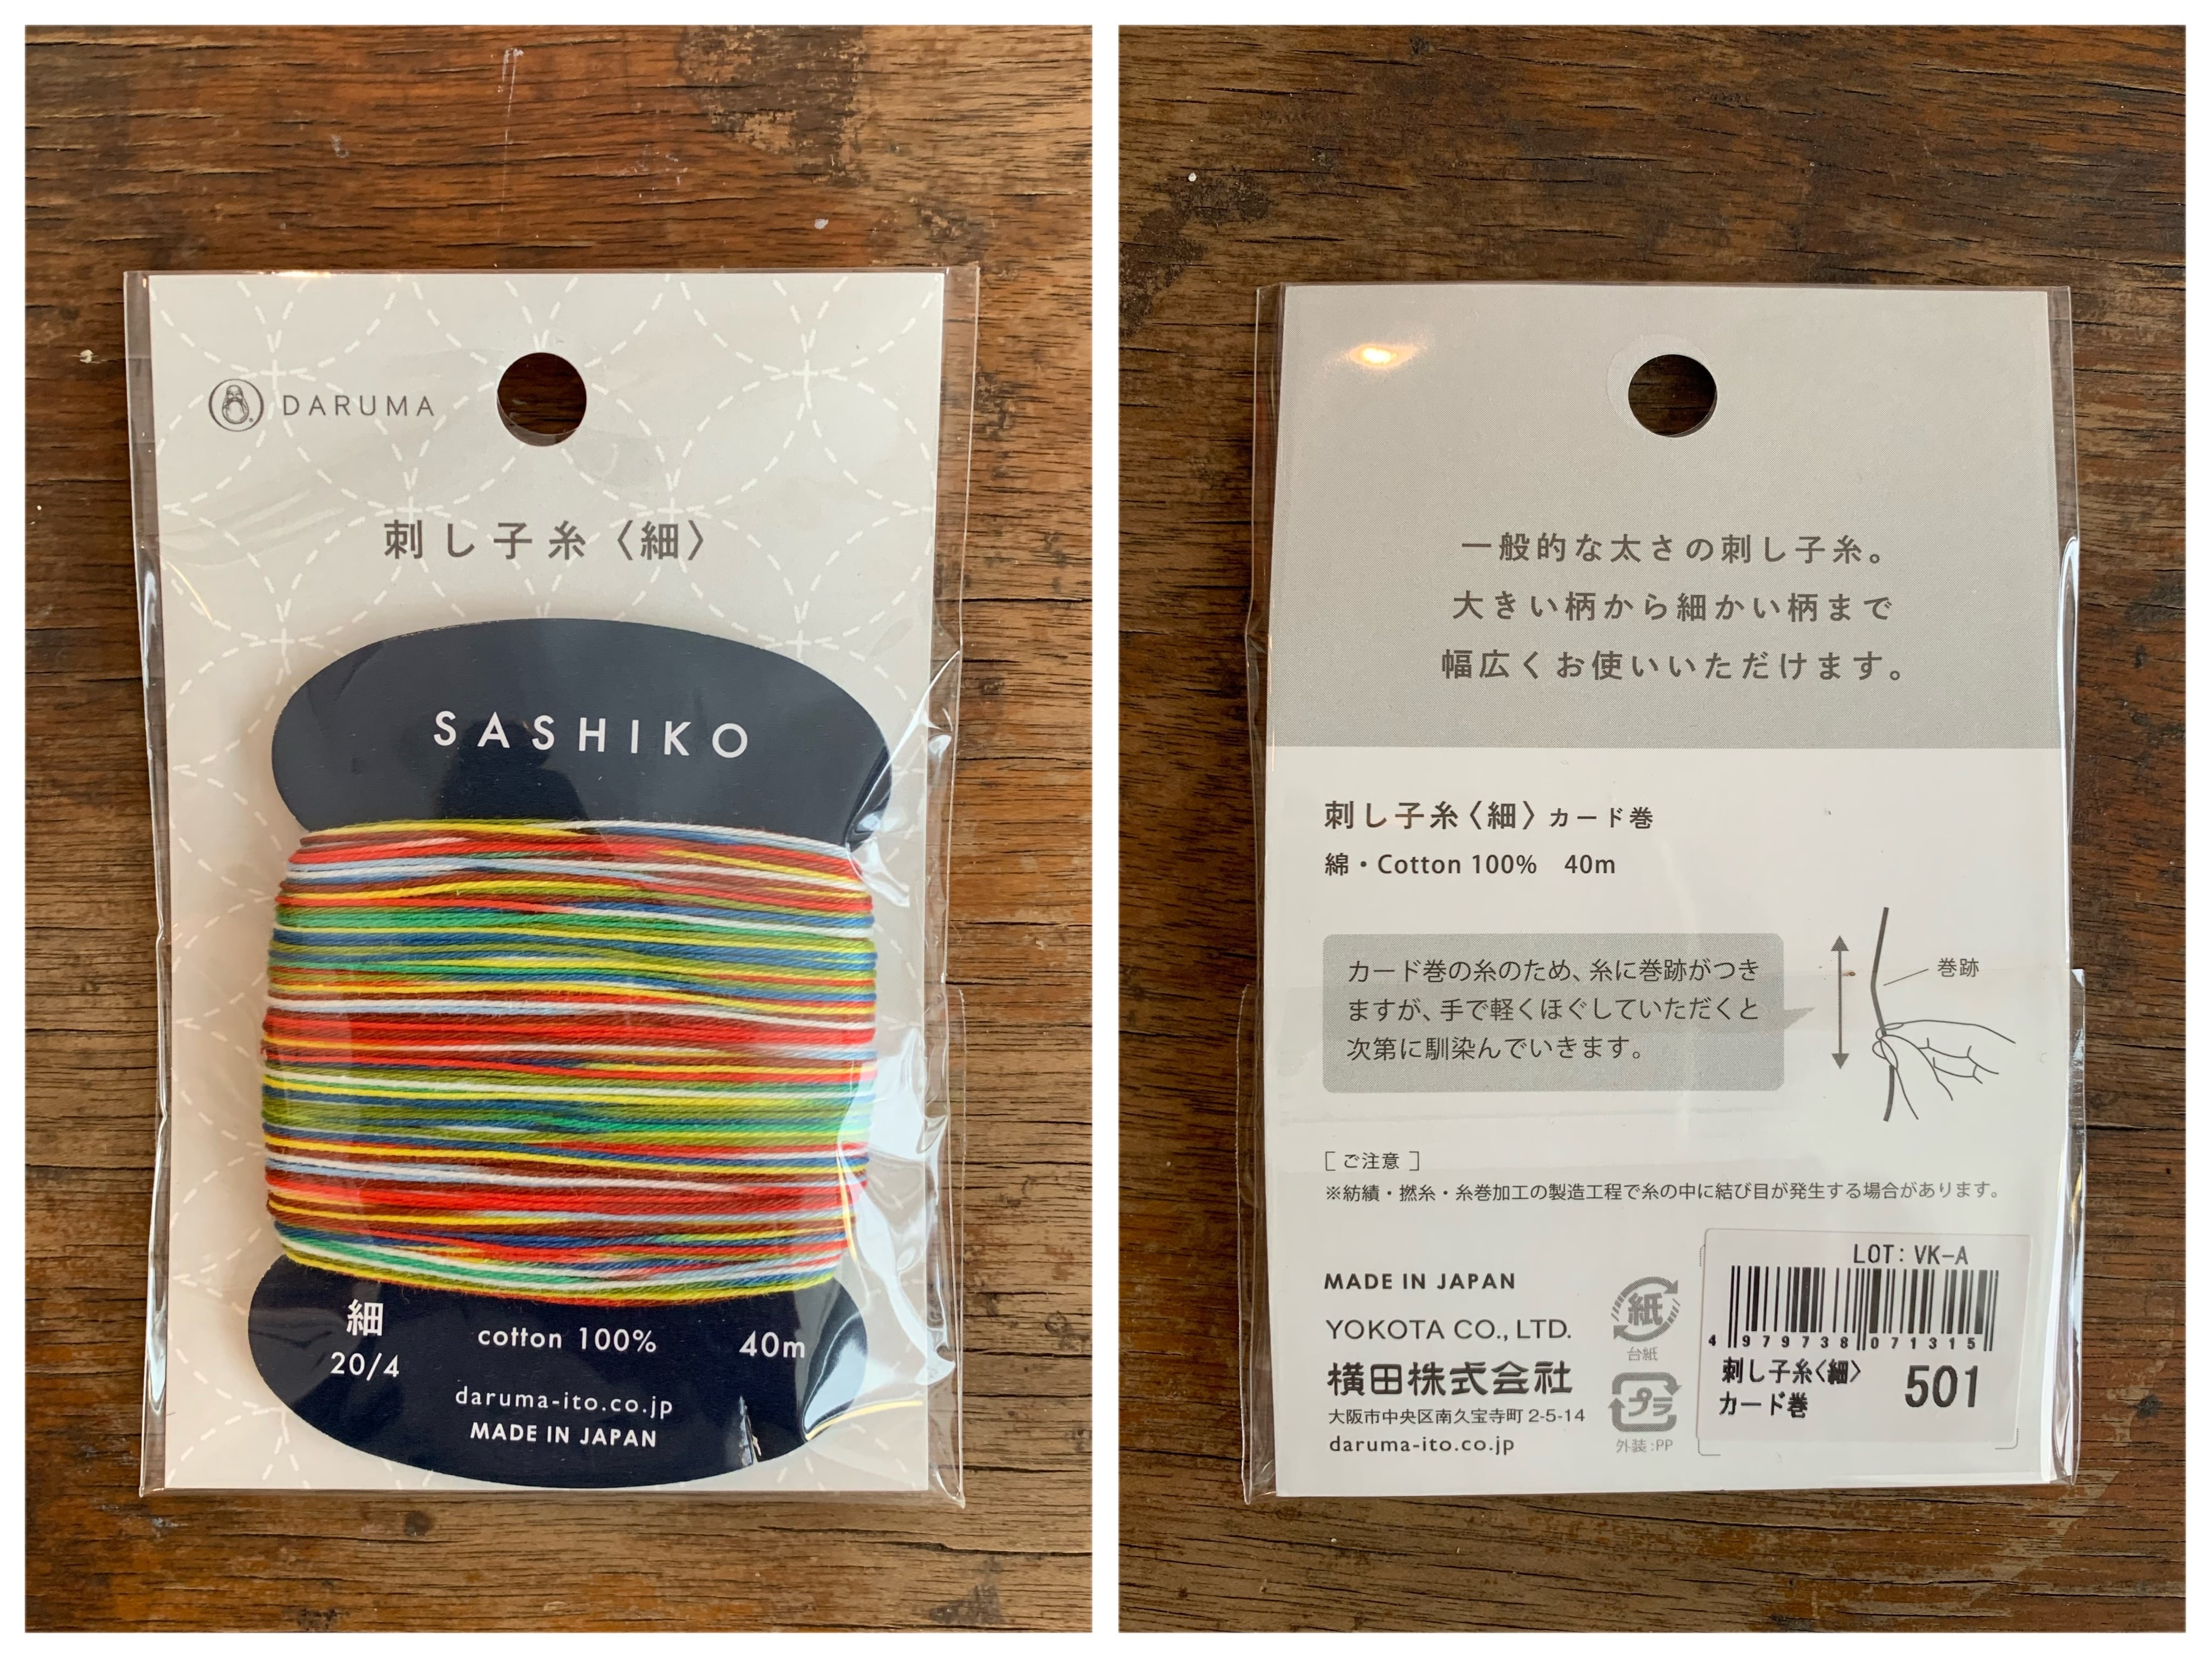 DARUMA
刺し子糸〈細〉
SASHIKO
細
20/4
cotton 100%
40m
daruma-ito.co.jp
MADE IN JAPAN
一般的な太さの刺し子糸。
大きい柄から細かい柄まで
幅広くお使いいただけます。
刺し子糸〈細〉カード巻
綿・Cotton 100% 40m
カード巻の糸のため、糸に巻跡がつき
ますが、手で軽くほぐしていただくと
次第に馴染んでいきます。
巻跡
［ ご注意 ］
※紡績・撚糸・糸巻加工の製造工程で糸の中に結び目が発生する場合があります。
MADE IN JAPAN
YOKOTA CO., LTD.
横田株式会社
大阪市中央区南久宝寺町 2-5-14
daruma-ito.co.jp
紙
台紙
プラ
外装:PP
LOT: VK-A
4 979738 071315
刺し子糸〈細〉
カード巻
501